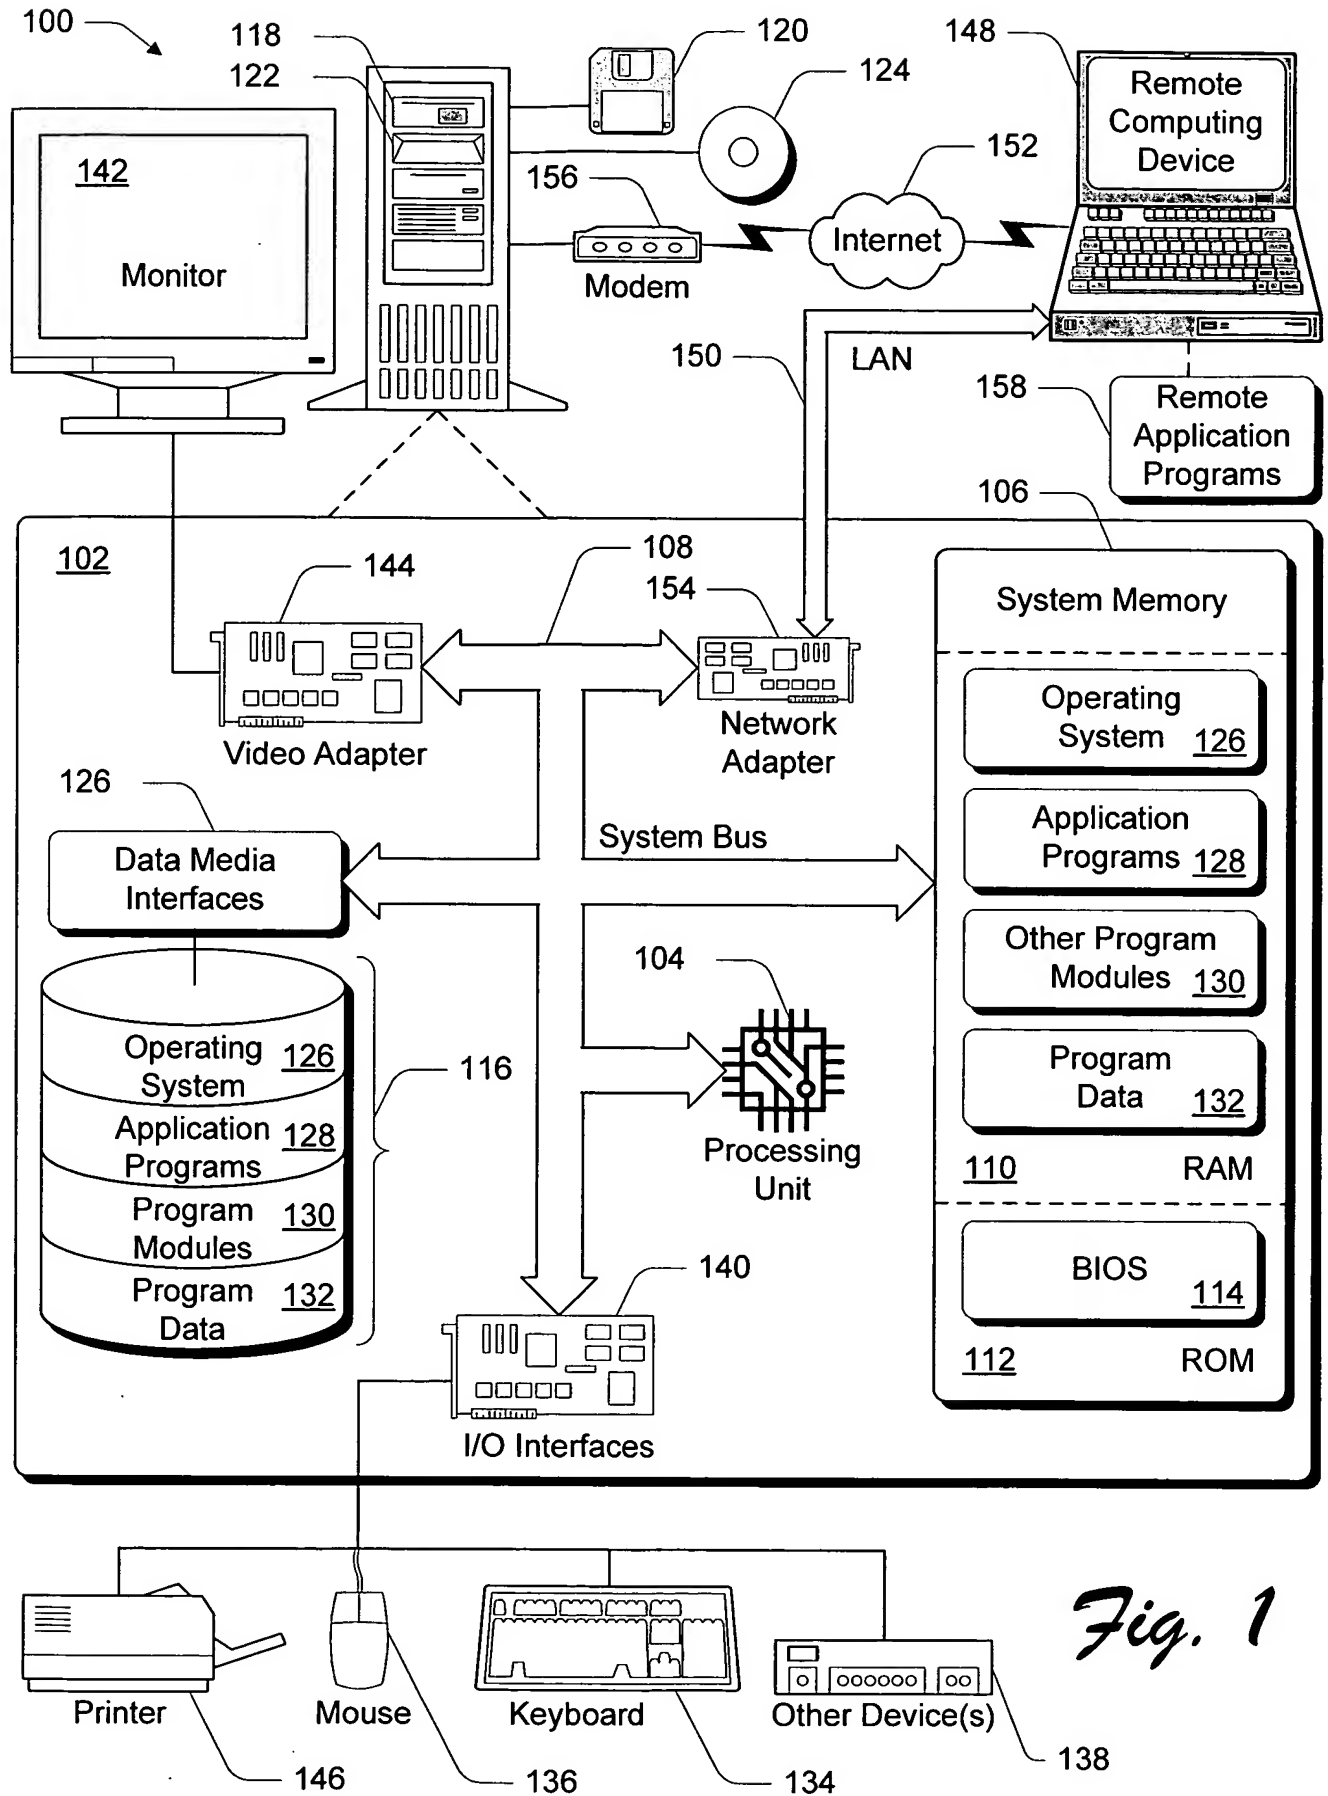 100
118
122
120
124
148
Remote
Computing
Device
142
Monitor
156
Modem
152
Internet
150
LAN
158
Remote
Application
Programs
106
102
144
108
154
System Memory
Video Adapter
Network
Adapter
Operating
System 126
Application
Programs 128
Other Program
Modules 130
Program
Data 132
110 RAM
BIOS
114
112 ROM
126
Data Media
Interfaces
System Bus
104
Processing
Unit
Operating
System 126
Application
Programs 128
Program
Modules 130
Program
Data 132
116
140
I/O Interfaces
Printer
Mouse
Keyboard
Other Device(s)
146
136
134
138
Fig. 1